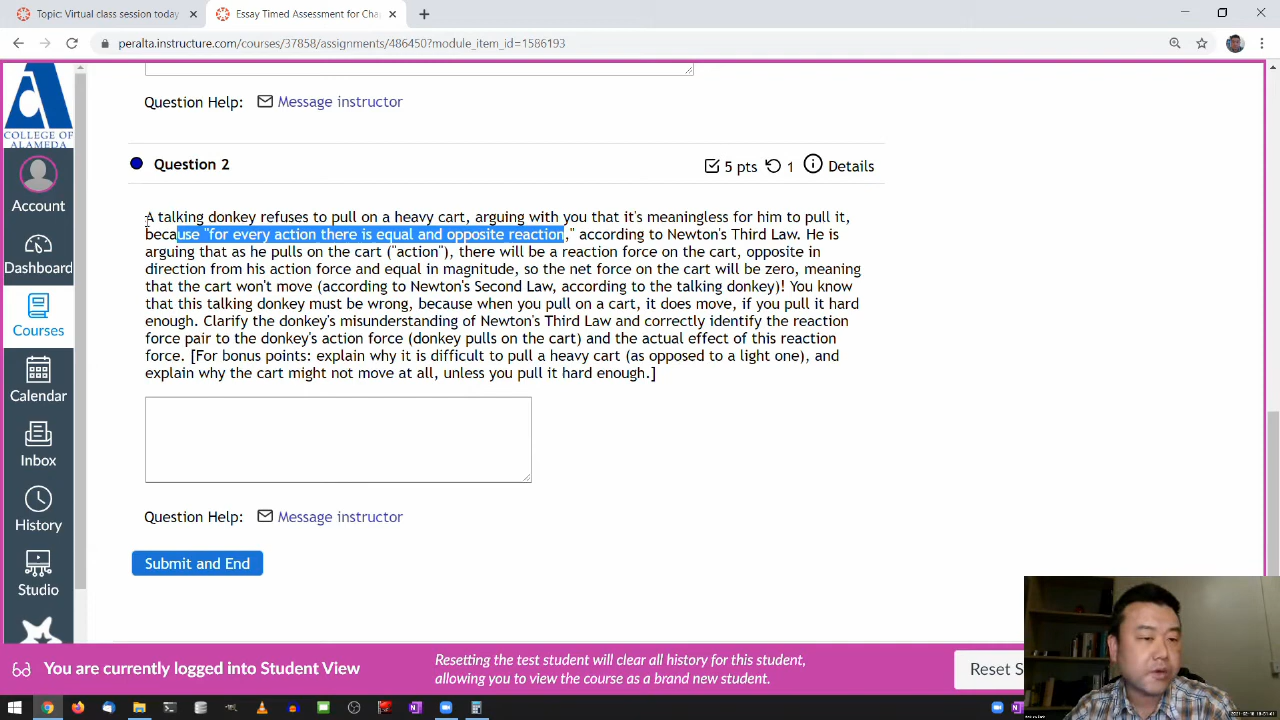 Topic: Virtual class session today
Essay Timed Assessment for Cha
peralta.instructure.com/courses/37858/assignments/486450?module_item_id=1586193
COLLEGE OF
ALAMEDA
Account
Dashboard
Courses
Calendar
Inbox
History
Studio
Question Help: Message instructor
Question 2
5 pts 1 Details
A talking donkey refuses to pull on a heavy cart, arguing with you that it's meaningless for him to pull it,
because "for every action there is equal and opposite reaction," according to Newton's Third Law. He is
arguing that as he pulls on the cart ("action"), there will be a reaction force on the cart, opposite in
direction from his action force and equal in magnitude, so the net force on the cart will be zero, meaning
that the cart won't move (according to Newton's Second Law, according to the talking donkey)! You know
that this talking donkey must be wrong, because when you pull on a cart, it does move, if you pull it hard
enough. Clarify the donkey's misunderstanding of Newton's Third Law and correctly identify the reaction
force pair to the donkey's action force (donkey pulls on the cart) and the actual effect of this reaction
force. [For bonus points: explain why it is difficult to pull a heavy cart (as opposed to a light one), and
explain why the cart might not move at all, unless you pull it hard enough.]
Question Help: Message instructor
Submit and End
You are currently logged into Student View
Resetting the test student will clear all history for this student,
allowing you to view the course as a brand new student.
Reset S